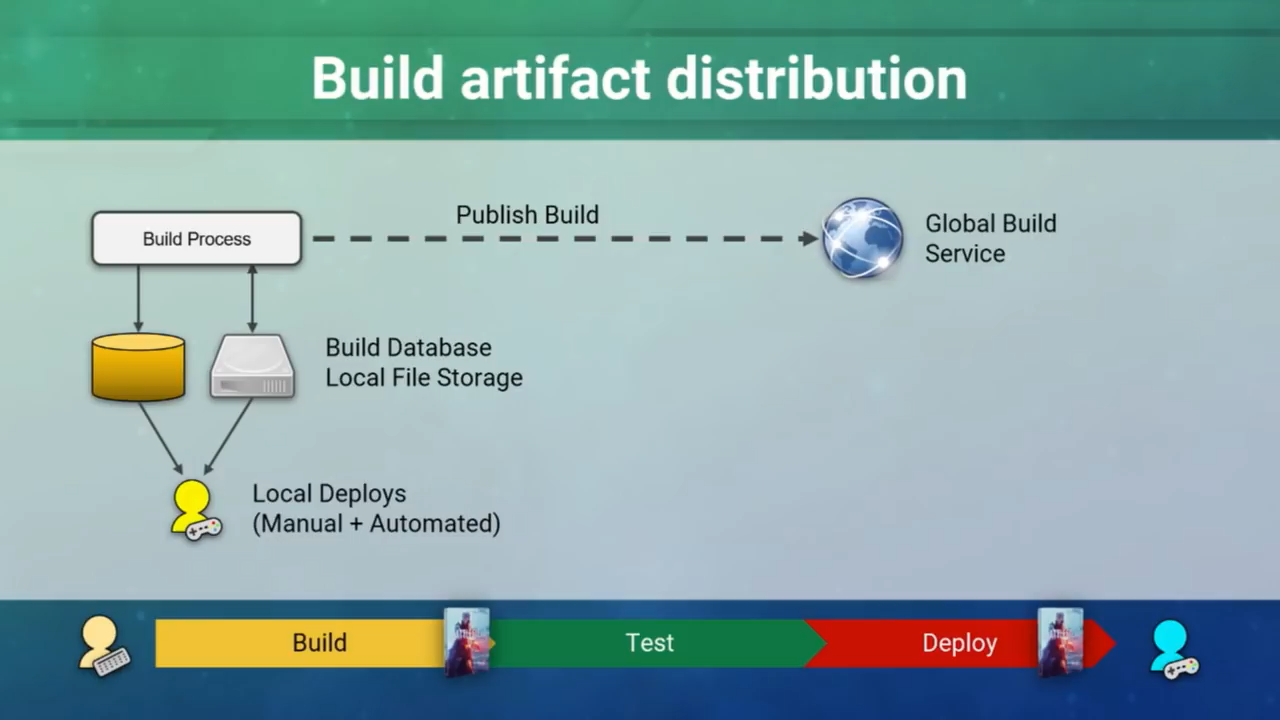 Build artifact distribution
Publish Build
Build Process
Global Build
Service
Build Database
Local File Storage
Local Deploys
(Manual + Automated)
Build
Test
Deploy